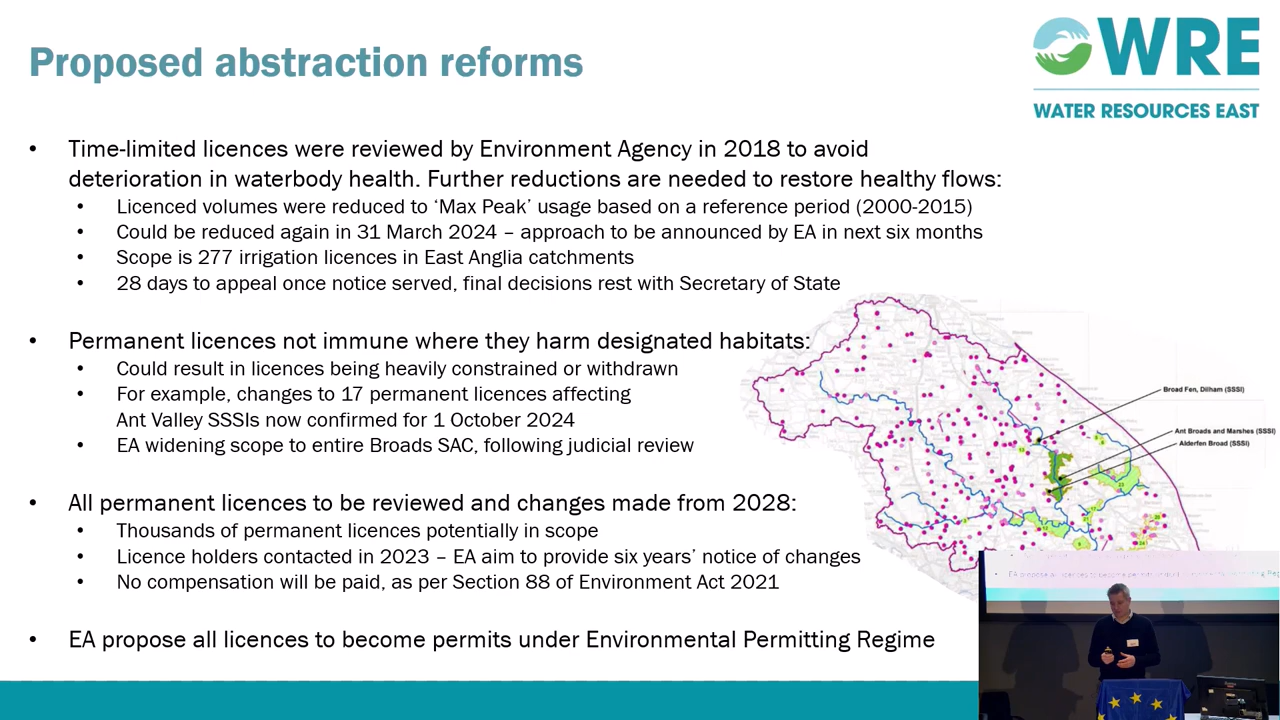 Proposed abstraction reforms
WRE
WATER RESOURCES EAST
• Time-limited licences were reviewed by Environment Agency in 2018 to avoid
deterioration in waterbody health. Further reductions are needed to restore healthy flows:
• Licenced volumes were reduced to ‘Max Peak’ usage based on a reference period (2000-2015)
• Could be reduced again in 31 March 2024 – approach to be announced by EA in next six months
• Scope is 277 irrigation licences in East Anglia catchments
• 28 days to appeal once notice served, final decisions rest with Secretary of State
• Permanent licences not immune where they harm designated habitats:
• Could result in licences being heavily constrained or withdrawn
• For example, changes to 17 permanent licences affecting
Ant Valley SSSIs now confirmed for 1 October 2024
• EA widening scope to entire Broads SAC, following judicial review
• All permanent licences to be reviewed and changes made from 2028:
• Thousands of permanent licences potentially in scope
• Licence holders contacted in 2023 – EA aim to provide six years’ notice of changes
• No compensation will be paid, as per Section 88 of Environment Act 2021
• EA propose all licences to become permits under Environmental Permitting Regime
Broad Fen, Dilham (SSSI)
Ant Broads and Marshes (SSSI)
Alderfen Broad (SSSI)